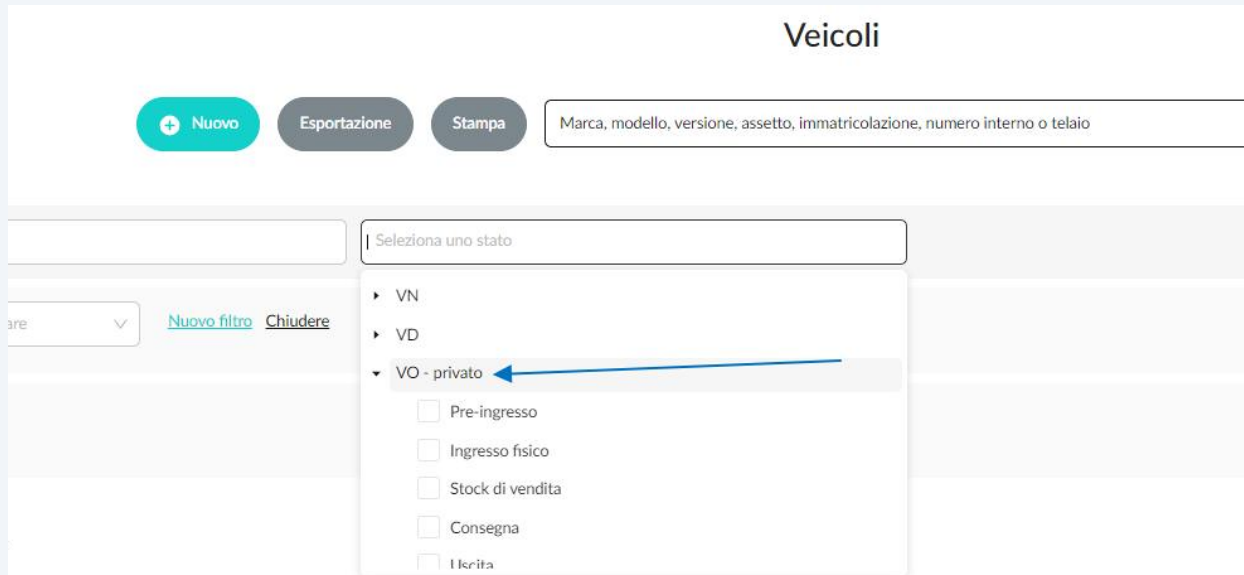 Veicoli
Nuovo Esportazione Stampa Marca, modello, versione, assetto, immatricolazione, numero interno o telaio
Seleziona uno stato
VN
Nuovo filtro Chiudere
VD
VO - privato
Pre-ingresso
Ingresso fisico
Stock di vendita
Consegna
Uscita